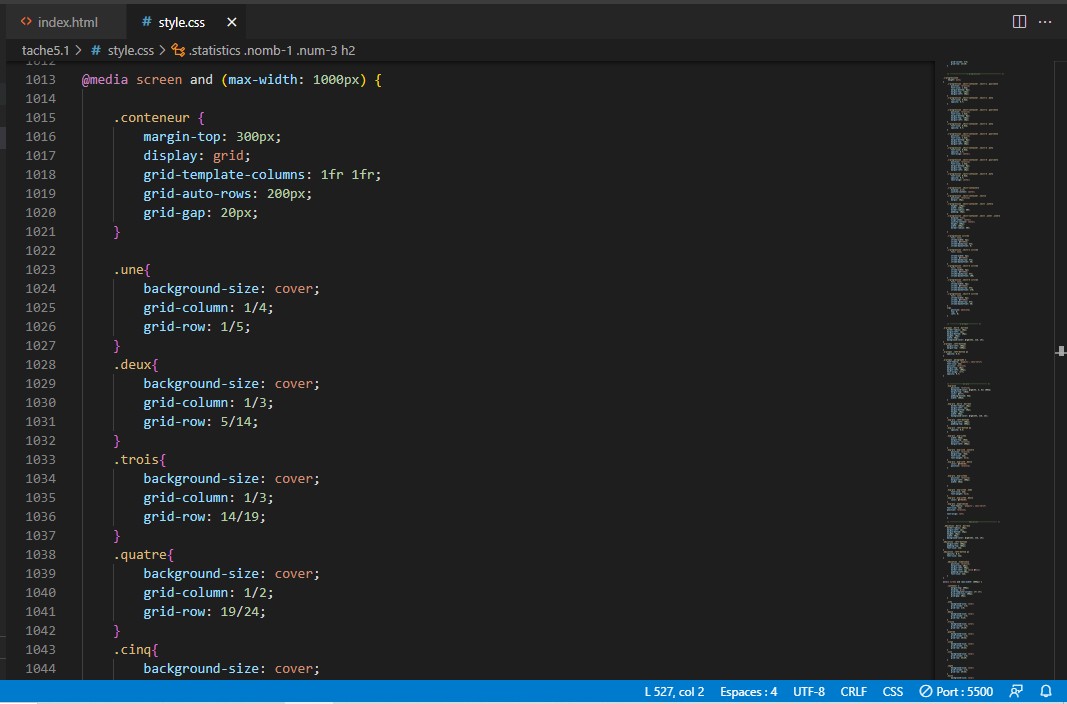 index.html
style.css
tache5.1 > style.css > .statistics .nomb-1 .num-3 h2
1012
1013 @media screen and (max-width: 1000px) {
1014
1015 .conteneur {
1016 margin-top: 300px;
1017 display: grid;
1018 grid-template-columns: 1fr 1fr;
1019 grid-auto-rows: 200px;
1020 grid-gap: 20px;
1021 }
1022
1023 .une{
1024 background-size: cover;
1025 grid-column: 1/4;
1026 grid-row: 1/5;
1027 }
1028 .deux{
1029 background-size: cover;
1030 grid-column: 1/3;
1031 grid-row: 5/14;
1032 }
1033 .trois{
1034 background-size: cover;
1035 grid-column: 1/3;
1036 grid-row: 14/19;
1037 }
1038 .quatre{
1039 background-size: cover;
1040 grid-column: 1/2;
1041 grid-row: 19/24;
1042 }
1043 .cinq{
1044 background-size: cover;
L 527, col 2 Espaces : 4 UTF-8 CRLF CSS Port : 5500